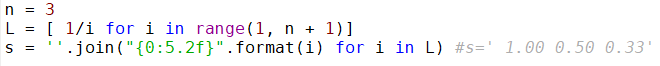 n = 3
L = [ 1/i for i in range(1, n + 1)]
s = ''.join("{0:5.2f}".format(i) for i in L) #s=' 1.00 0.50 0.33'